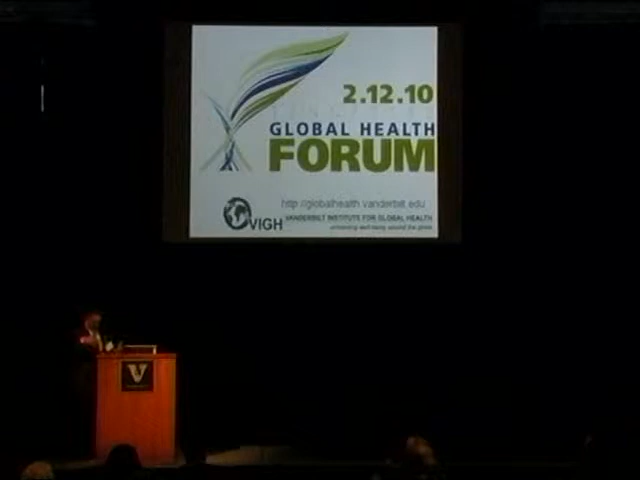 2.12.10
GLOBAL HEALTH
FORUM
http://globalhealth.vanderbilt.edu
VIGH
VANDERBILT INSTITUTE FOR GLOBAL HEALTH
V